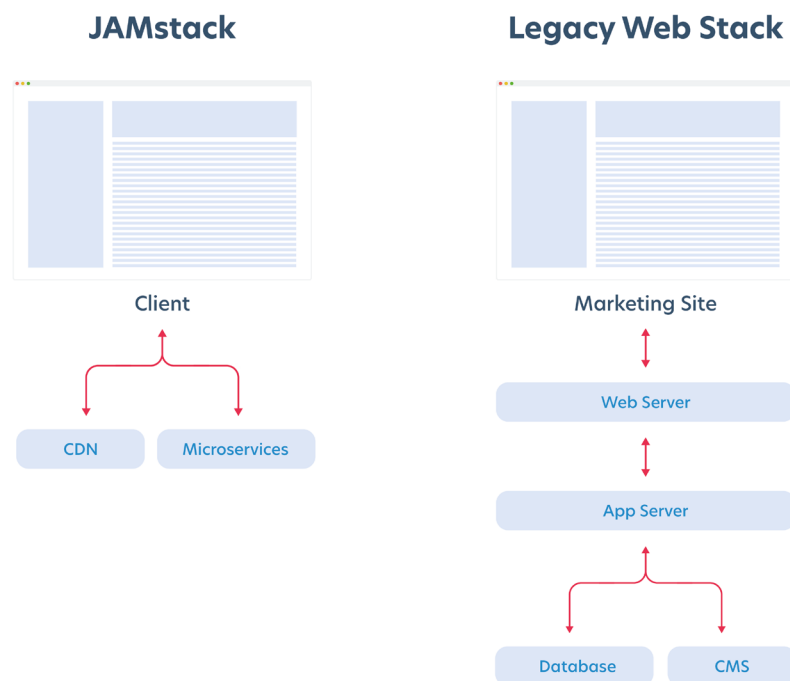 JAMstack
Legacy Web Stack
Client
Marketing Site
Web Server
CDN
Microservices
App Server
Database
CMS